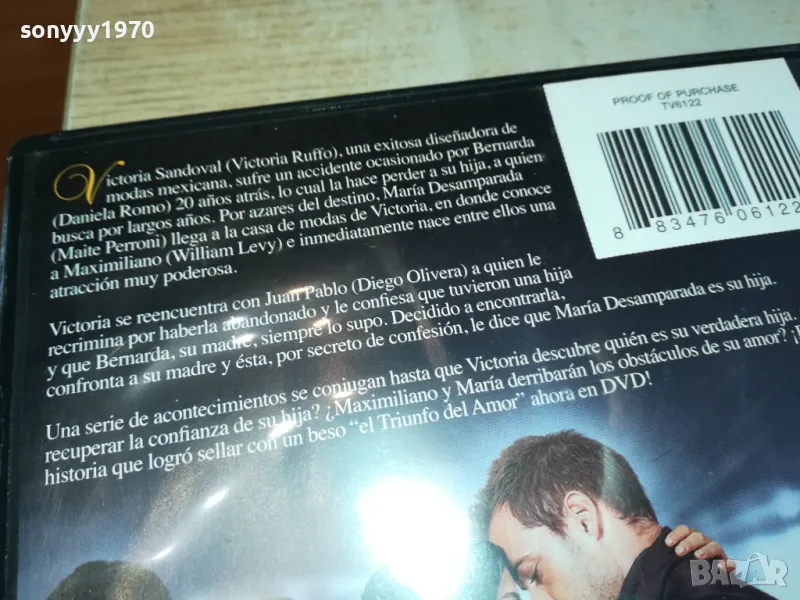 sonyyy1970
PROOF OF PURCHASE
TV6122
8 83476 06122
Victoria Sandoval (Victoria Ruffo), una exitosa diseñadora de
modas mexicana, sufre un accidente ocasionado por Bernarda
(Daniela Romo) 20 años atrás, lo cual la hace perder a su hija, a quien
busca por largos años. Por azares del destino, María Desamparada
(Maite Perroni) llega a la casa de modas de Victoria, en donde conoce
a Maximiliano (William Levy) e inmediatamente nace entre ellos una
atracción muy poderosa.
Victoria se reencuentra con Juan Pablo (Diego Olivera) a quien le
recrimina por haberla abandonado y le confiesa que tuvieron una hija
y que Bernarda, su madre, siempre lo supo. Decidido a encontrarla,
confronta a su madre y ésta, por secreto de confesión, le dice que María Desamparada es su hija.
Una serie de acontecimientos se conjugan hasta que Victoria descubre quién es su verdadera hija.
recuperar la confianza de su hija? ¿Maximiliano y María derribarán los obstáculos de su amor?
historia que logró sellar con un beso "el Triunfo del Amor" ahora en DVD!
BAZAR